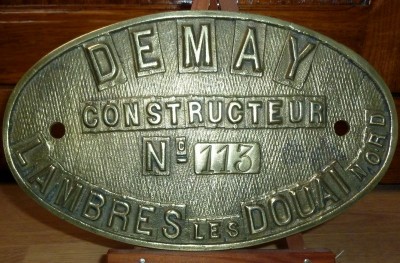 DEMAY
CONSTRUCTEUR
No 113
LAMBRES LES DOUAI NORD